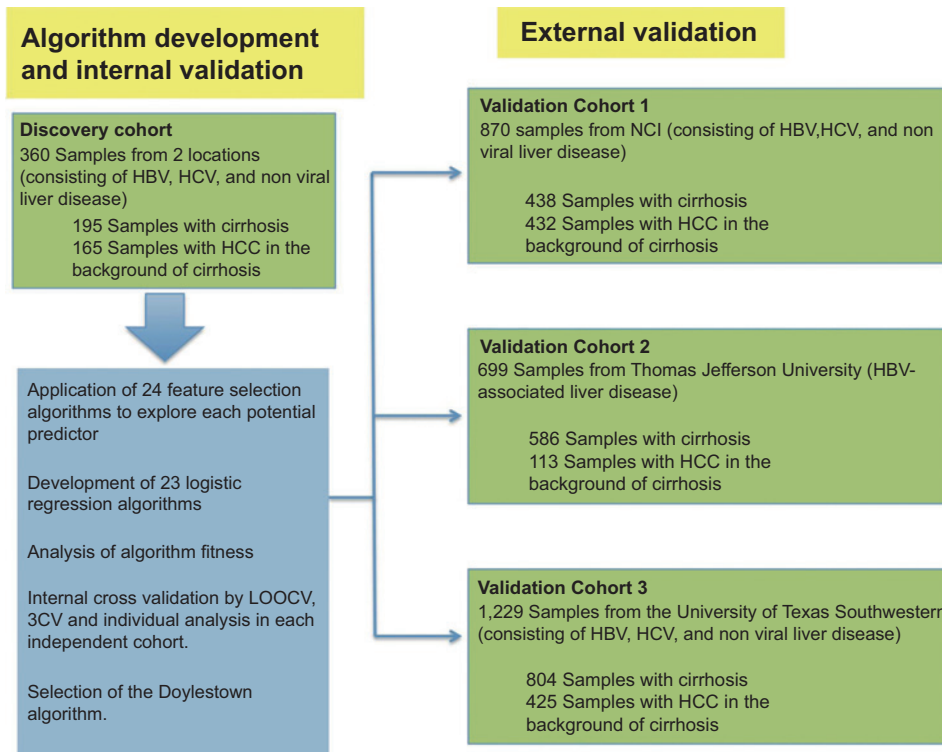 Algorithm development
and internal validation
Discovery cohort
360 Samples from 2 locations
(consisting of HBV, HCV, and non viral
liver disease)
195 Samples with cirrhosis
165 Samples with HCC in the
background of cirrhosis
Application of 24 feature selection
algorithms to explore each potential
predictor
Development of 23 logistic
regression algorithms
Analysis of algorithm fitness
Internal cross validation by LOOCV,
3CV and individual analysis in each
independent cohort.
Selection of the Doylestown
algorithm.
External validation
Validation Cohort 1
870 samples from NCI (consisting of HBV,HCV, and non
viral liver disease)
438 Samples with cirrhosis
432 Samples with HCC in the
background of cirrhosis
Validation Cohort 2
699 Samples from Thomas Jefferson University (HBV-
associated liver disease)
586 Samples with cirrhosis
113 Samples with HCC in the
background of cirrhosis
Validation Cohort 3
1,229 Samples from the University of Texas Southwestern
(consisting of HBV, HCV, and non viral liver disease)
804 Samples with cirrhosis
425 Samples with HCC in the
background of cirrhosis